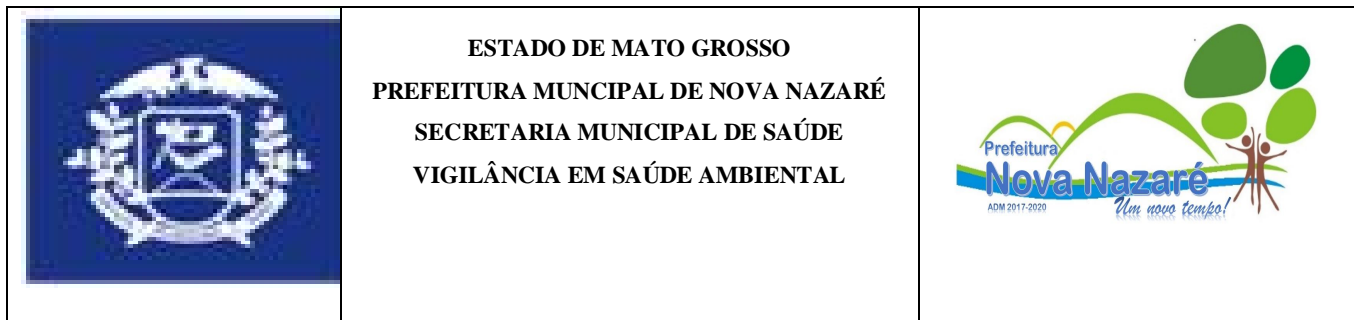 ESTADO DE MATO GROSSO
PREFEITURA MUNCIPAL DE NOVA NAZARÉ
SECRETARIA MUNICIPAL DE SAÚDE
VIGILÂNCIA EM SAÚDE AMBIENTAL
Prefeitura
Nova Nazaré
ADM 2017-2020
Um novo tempo!